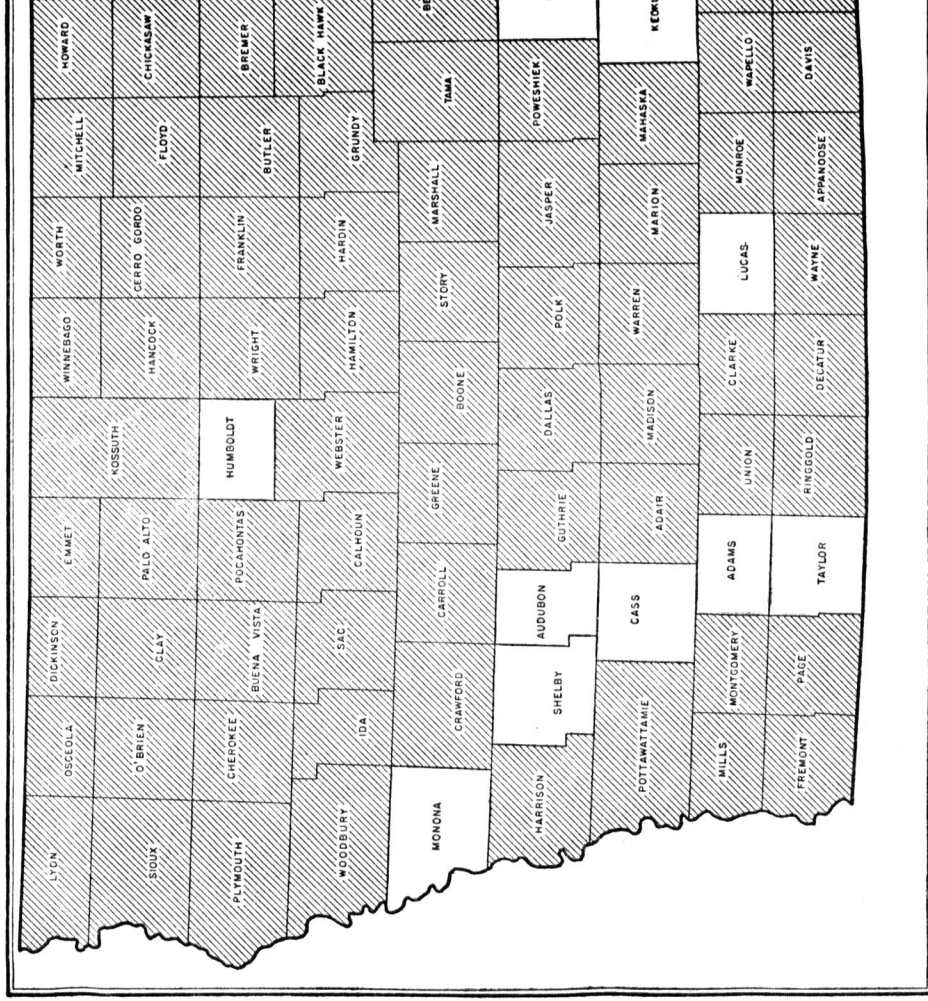 LYON
OSCEOLA
DICKINSON
EMMET
KOSSUTH
WINNEBAGO
WORTH
MITCHELL
HOWARD
SIOUX
O'BRIEN
CLAY
PALO ALTO
HANCOCK
CERRO GORDO
FLOYD
CHICKASAW
PLYMOUTH
CHEROKEE
BUENA VISTA
POCAHONTAS
HUMBOLDT
WRIGHT
FRANKLIN
BUTLER
BREMER
WOODBURY
IDA
SAC
CALHOUN
WEBSTER
HAMILTON
HARDIN
GRUNDY
BLACK HAWK
MONONA
CRAWFORD
CARROLL
GREENE
BOONE
STORY
MARSHALL
TAMA
BE
HARRISON
SHELBY
AUDUBON
GUTHRIE
DALLAS
POLK
JASPER
POWESHIEK
POTTAWATTAMIE
CASS
ADAIR
MADISON
WARREN
MARION
MAHASKA
KEOK
MILLS
MONTGOMERY
ADAMS
UNION
CLARKE
LUCAS
MONROE
WAPELLO
FREMONT
PAGE
TAYLOR
RINGGOLD
DECATUR
WAYNE
APPANOOSE
DAVIS